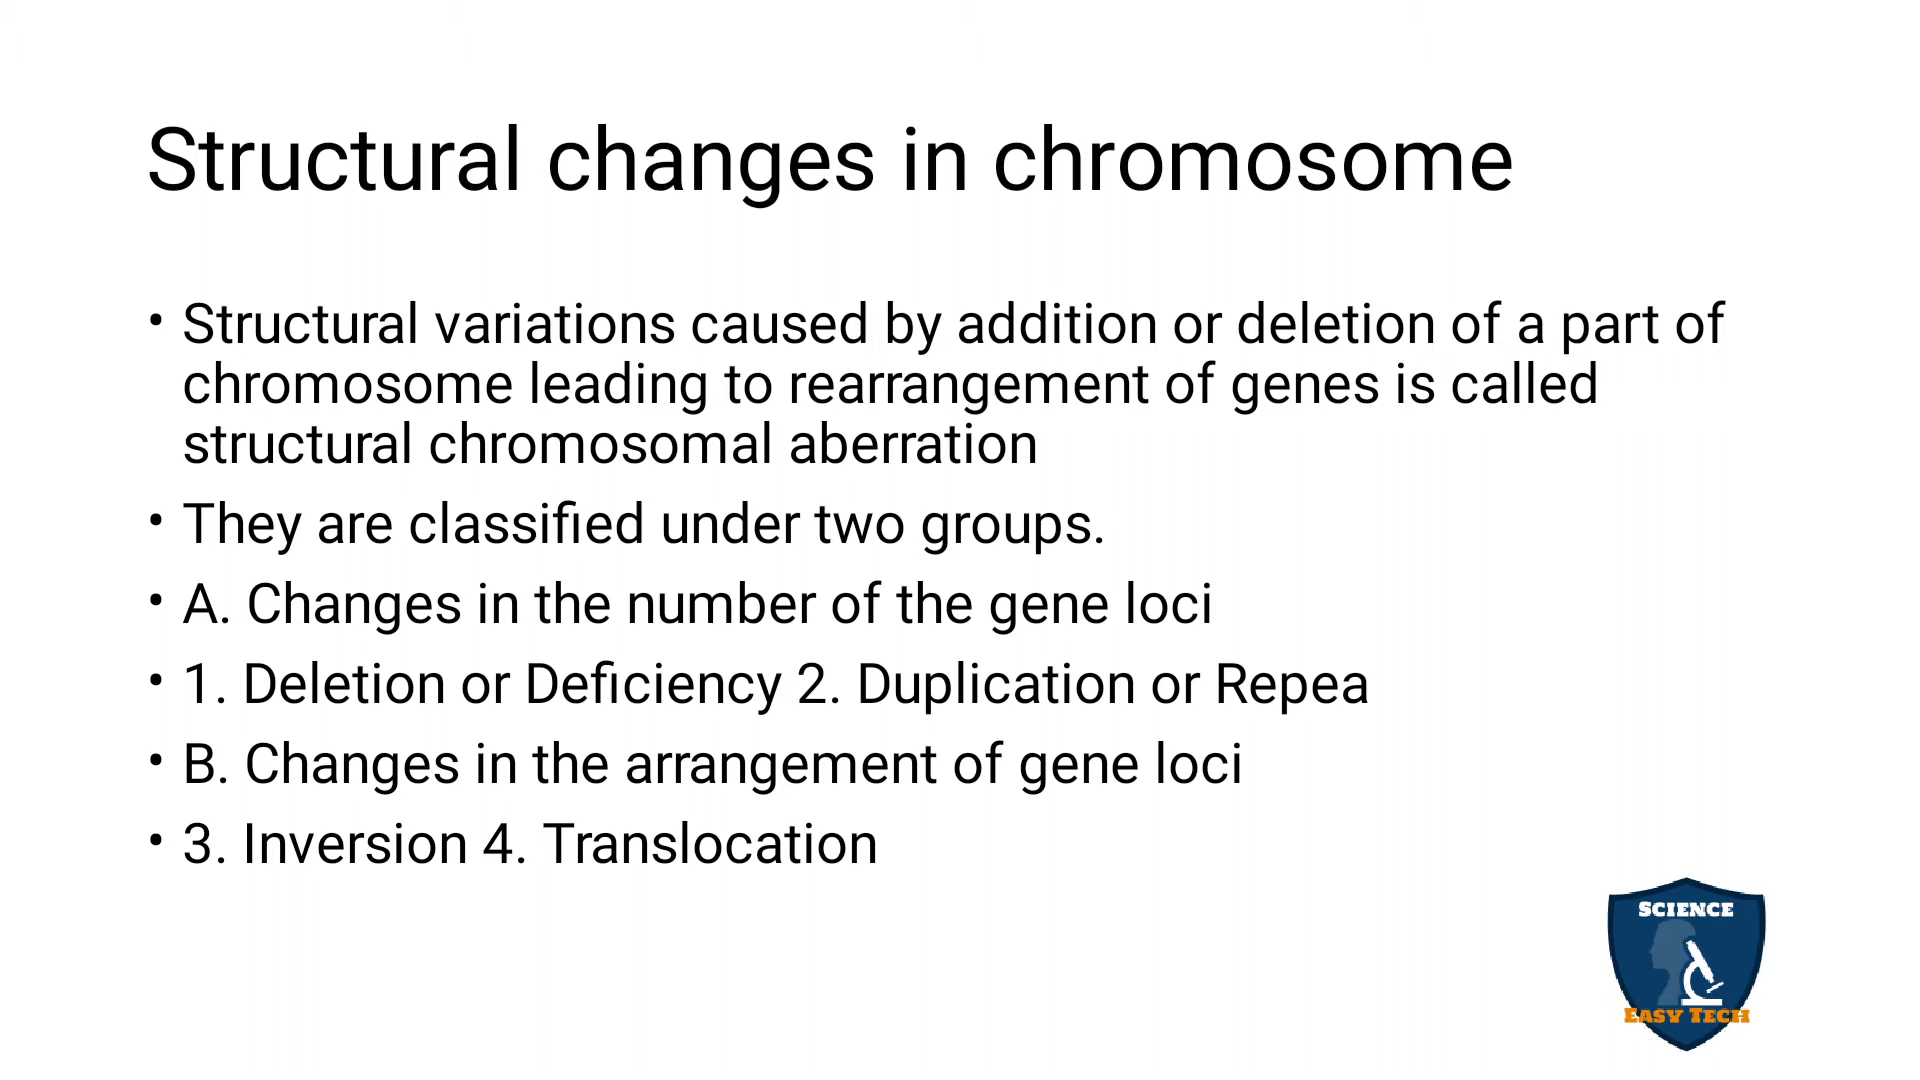 Structural changes in chromosome
• Structural variations caused by addition or deletion of a part of
chromosome leading to rearrangement of genes is called
structural chromosomal aberration
• They are classified under two groups.
• A. Changes in the number of the gene loci
• 1. Deletion or Deficiency 2. Duplication or Repea
• B. Changes in the arrangement of gene loci
• 3. Inversion 4. Translocation
SCIENCE
EASY TECH